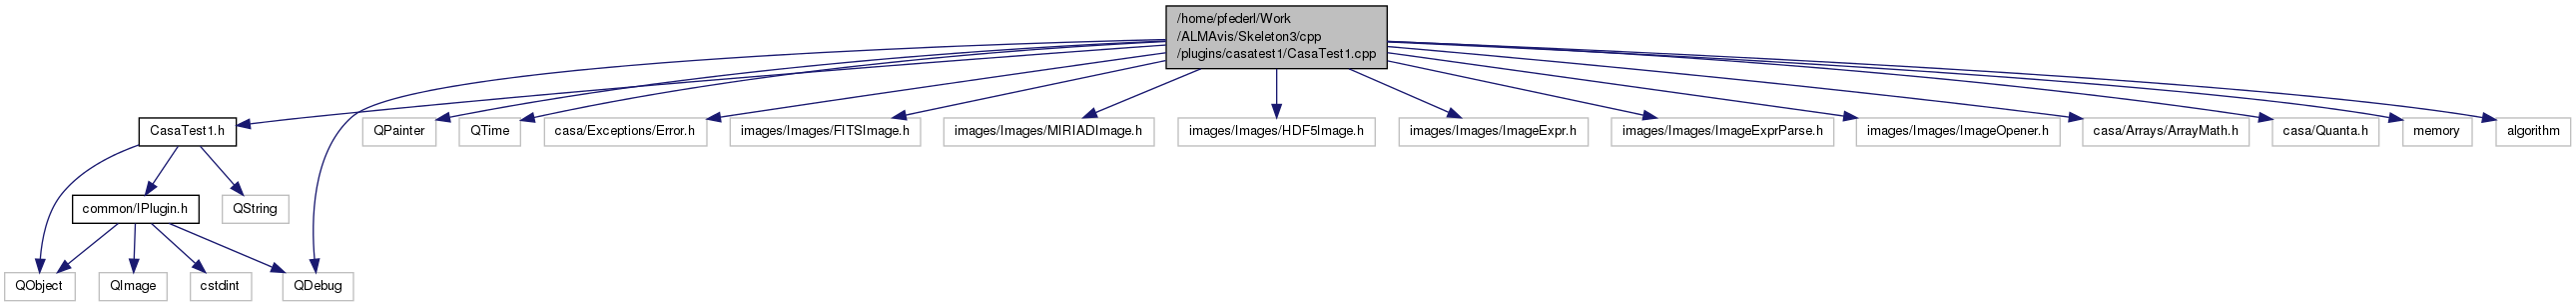 /home/pfederl/Work
/ALMAvis/Skeleton3/cpp
/plugins/casatest1/CasaTest1.cpp
CasaTest1.h
QPainter
QTime
casa/Exceptions/Error.h
images/Images/FITSImage.h
images/Images/MIRIADImage.h
images/Images/HDF5Image.h
images/Images/ImageExpr.h
images/Images/ImageExprParse.h
images/Images/ImageOpener.h
casa/Arrays/ArrayMath.h
casa/Quanta.h
memory
algorithm
common/IPlugin.h
QString
QObject
QImage
cstdint
QDebug